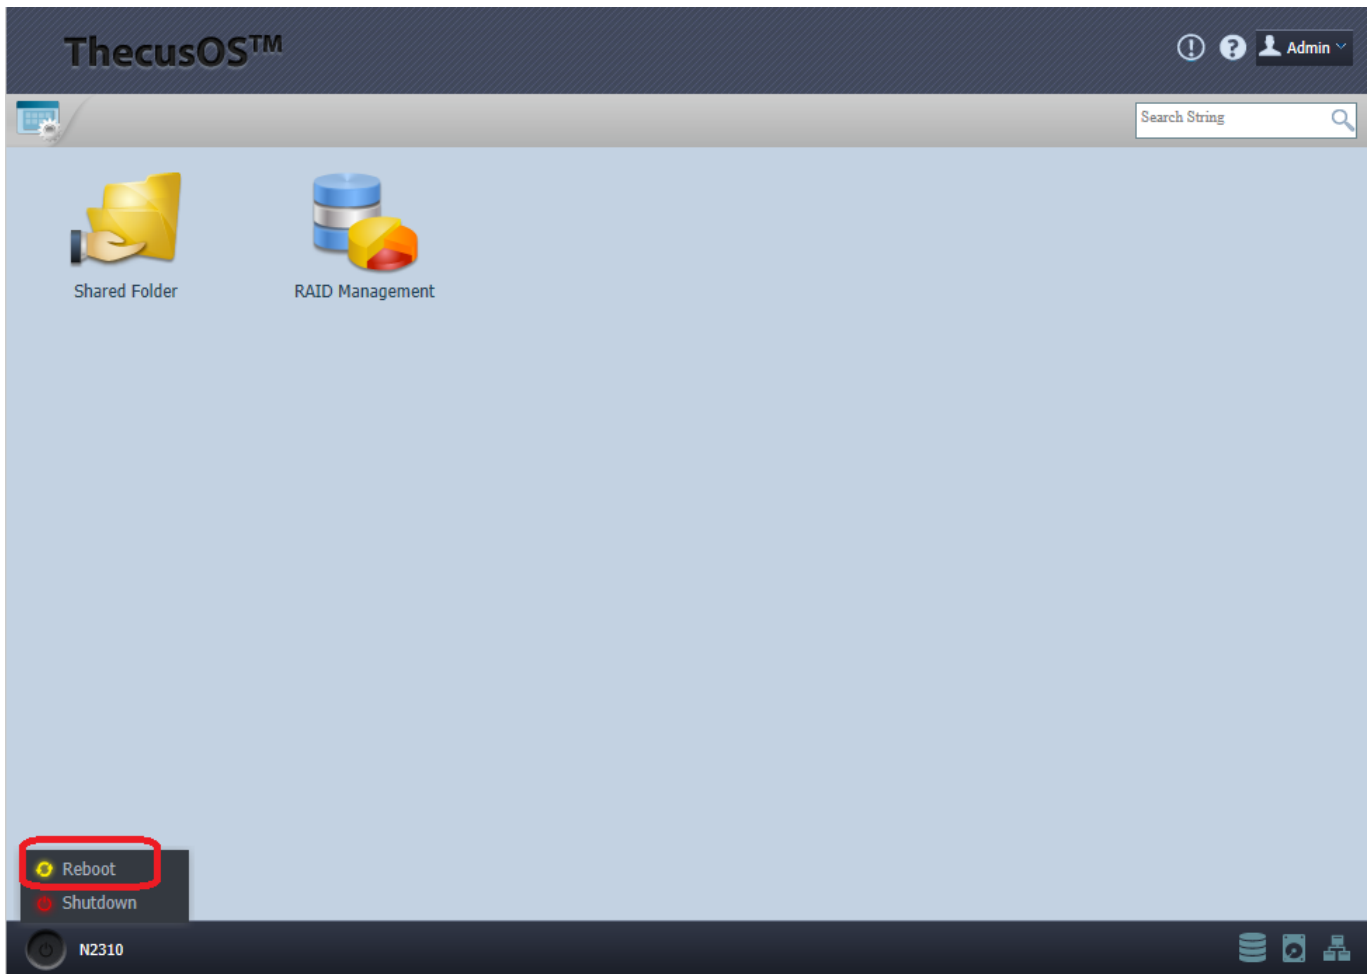 ThecusOS™
Admin
Search String
Shared Folder
RAID Management
Reboot
Shutdown
N2310